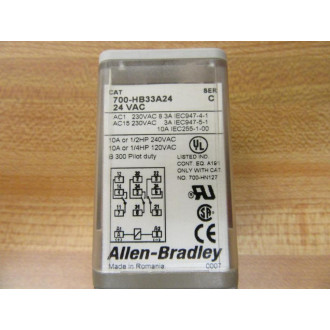 CAT SER
700-HB33A24 C
24 VAC
AC1 230VAC 8.3A IEC947-4-1
AC15 230VAC 3A IEC947-5-1
10A IEC255-1-00
10A or 1/2HP 240VAC
10A or 1/4HP 120VAC
B 300 Pilot duty
UL
LISTED IND.
CONT. EQ. A191
ONLY WITH CAT.
NO. 700-HN127
Allen-Bradley
Made in Romania 0007